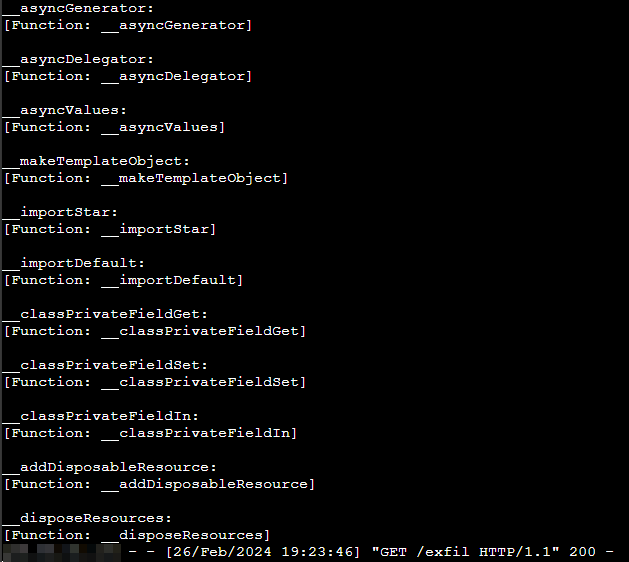 __asyncGenerator:
[Function: __asyncGenerator]
__asyncDelegator:
[Function: __asyncDelegator]
__asyncValues:
[Function: __asyncValues]
__makeTemplateObject:
[Function: __makeTemplateObject]
__importStar:
[Function: __importStar]
__importDefault:
[Function: __importDefault]
__classPrivateFieldGet:
[Function: __classPrivateFieldGet]
__classPrivateFieldSet:
[Function: __classPrivateFieldSet]
__classPrivateFieldIn:
[Function: __classPrivateFieldIn]
__addDisposableResource:
[Function: __addDisposableResource]
__disposeResources:
[Function: __disposeResources]
- - [26/Feb/2024 19:23:46] "GET /exfil HTTP/1.1" 200 -